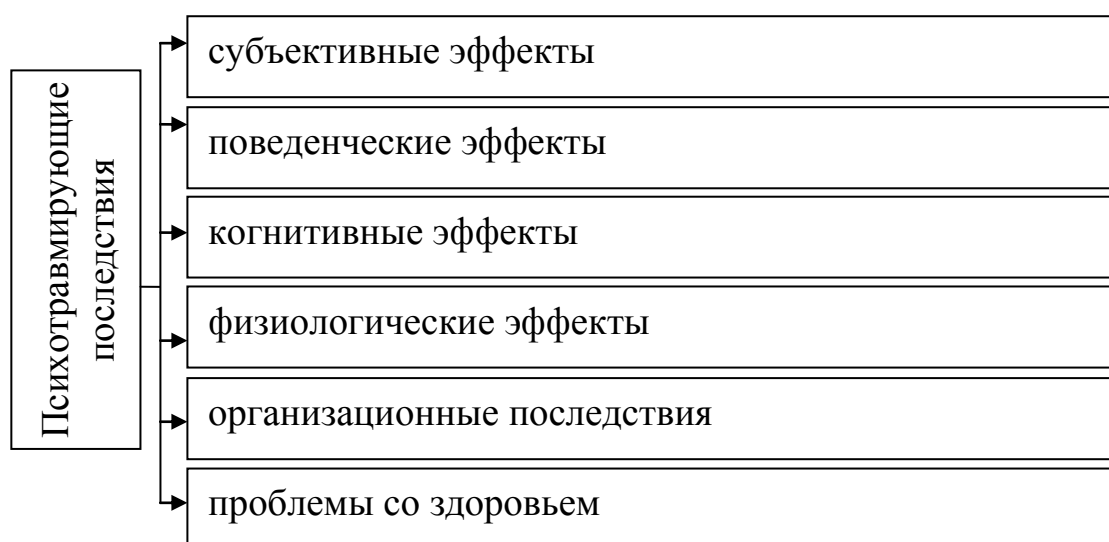 Психотравмирующие
последствия
субъективные эффекты
поведенческие эффекты
когнитивные эффекты
физиологические эффекты
организационные последствия
проблемы со здоровьем